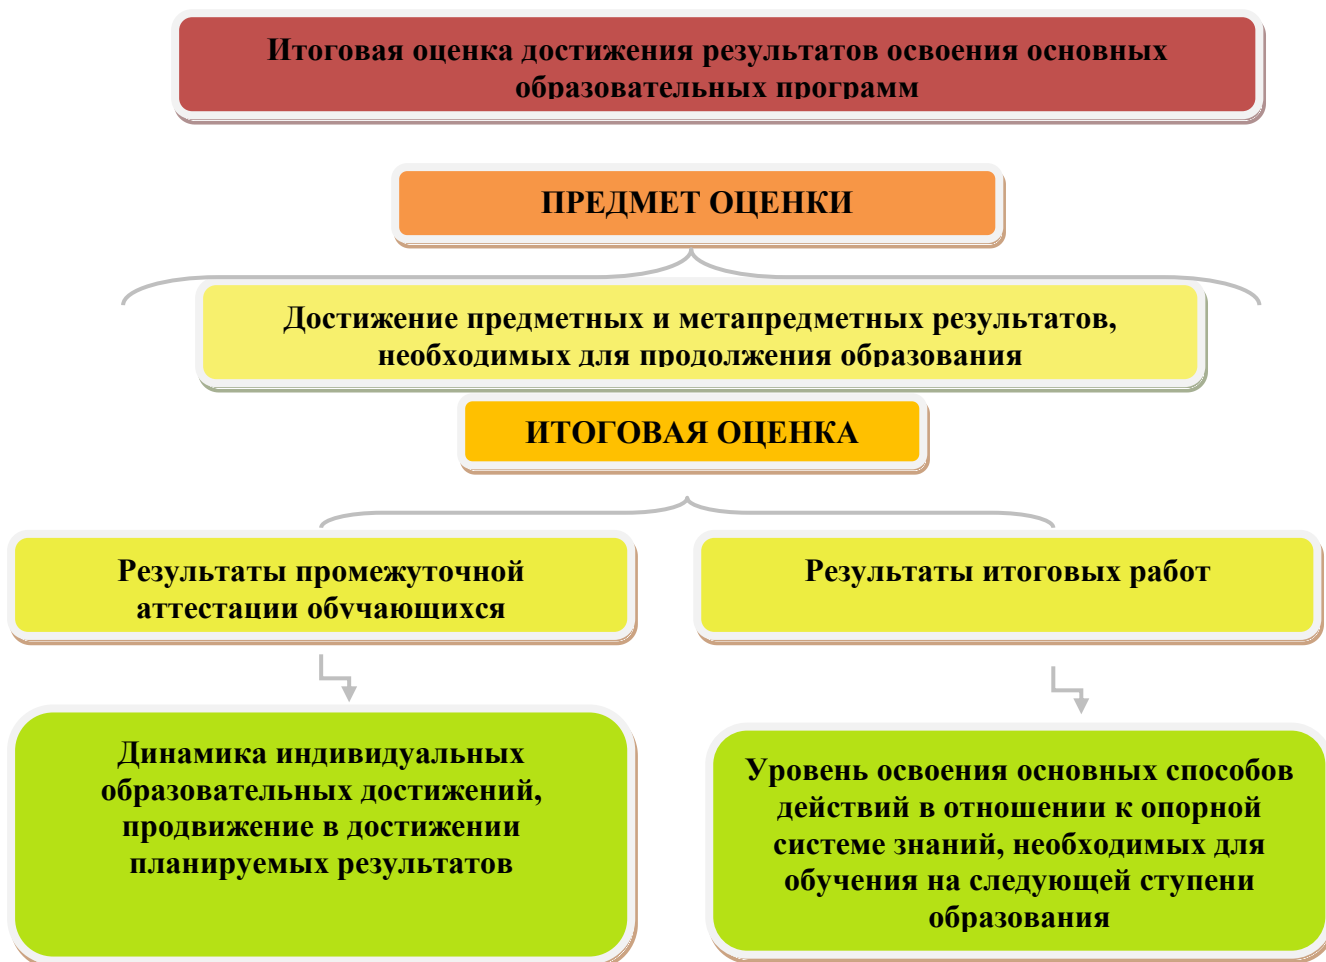 Итоговая оценка достижения результатов освоения основных
образовательных программ
ПРЕДМЕТ ОЦЕНКИ
Достижение предметных и метапредметных результатов,
необходимых для продолжения образования
ИТОГОВАЯ ОЦЕНКА
Результаты промежуточной
аттестации обучающихся
Результаты итоговых работ
Динамика индивидуальных
образовательных достижений,
продвижение в достижении
планируемых результатов
Уровень освоения основных способов
действий в отношении к опорной
системе знаний, необходимых для
обучения на следующей ступени
образования